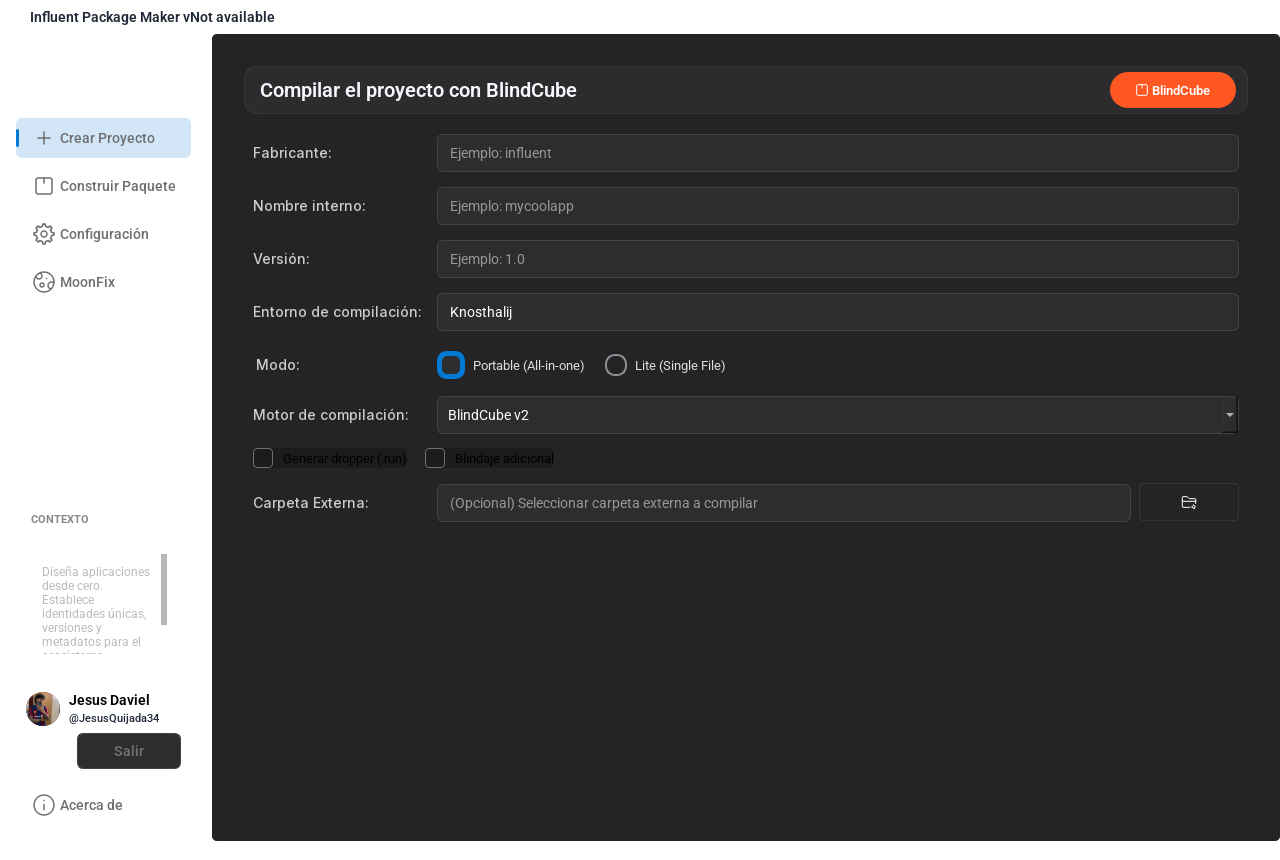 Influent Package Maker vNot available
Crear Proyecto
Construir Paquete
Configuración
MoonFix
CONTEXTO
Diseña aplicaciones
desde cero.
Establece
identidades únicas,
versiones y
metadatos para el
Jesus Daviel
@JesusQuijada34
Salir
Acerca de
Compilar el proyecto con BlindCube
BlindCube
Fabricante:
Ejemplo: influent
Nombre interno:
Ejemplo: mycoolapp
Versión:
Ejemplo: 1.0
Entorno de compilación:
Knosthalij
Modo:
Portable (All-in-one)
Lite (Single File)
Motor de compilación:
BlindCube v2
Generar dropper (.run)
Blindaje adicional
Carpeta Externa:
(Opcional) Seleccionar carpeta externa a compilar